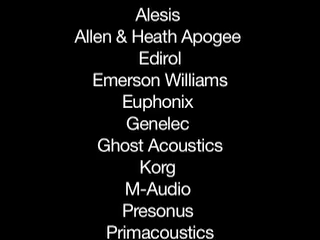 Alesis
Allen & Heath Apogee
Edirol
Emerson Williams
Euphonix
Genelec
Ghost Acoustics
Korg
M-Audio
Presonus
Primacoustics